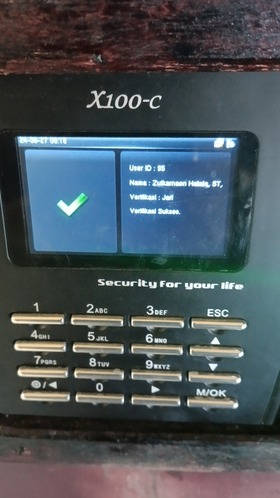 X100-C
User ID : 95
Nama : Zulkarnaen Hatsig, ST,
Verifikasi : Jari
Verifikasi Sukses.
Security for your life
1 2ABC 3DEF ESC
4GHI 5JKL 6MNO ▲
7PQRS 8TUV 9WXYZ ▼
/◀ 0 ▶ M/OK